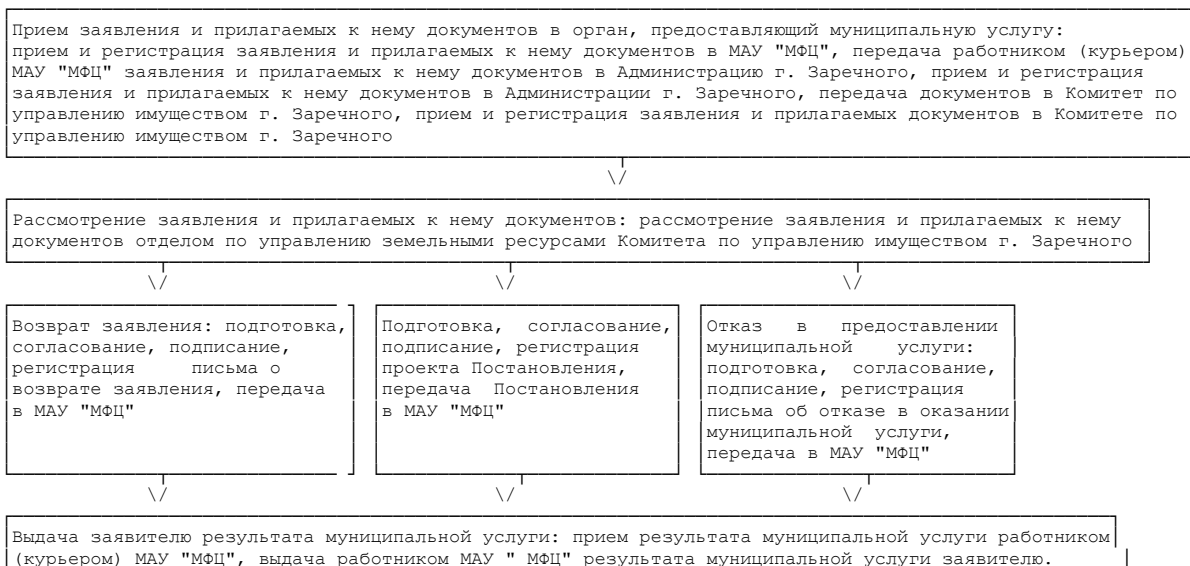 Прием заявления и прилагаемых к нему документов в орган, предоставляющий муниципальную услугу:
прием и регистрация заявления и прилагаемых к нему документов в МАУ "МФЦ", передача работником (курьером)
МАУ "МФЦ" заявления и прилагаемых к нему документов в Администрацию г. Заречного, прием и регистрация
заявления и прилагаемых к нему документов в Администрации г. Заречного, передача документов в Комитет по
управлению имуществом г. Заречного, прием и регистрация заявления и прилагаемых документов в Комитете по
управлению имуществом г. Заречного
\/
Рассмотрение заявления и прилагаемых к нему документов: рассмотрение заявления и прилагаемых к нему
документов отделом по управлению земельными ресурсами Комитета по управлению имуществом г. Заречного
\/ \/ \/
Возврат заявления: подготовка,
согласование, подписание,
регистрация письма о
возврате заявления, передача
в МАУ "МФЦ"
Подготовка, согласование,
подписание, регистрация
проекта Постановления,
передача Постановления
в МАУ "МФЦ"
Отказ в предоставлении
муниципальной услуги:
подготовка, согласование,
подписание, регистрация
письма об отказе в оказании
муниципальной услуги,
передача в МАУ "МФЦ"
\/ \/ \/
Выдача заявителю результата муниципальной услуги: прием результата муниципальной услуги работником
(курьером) МАУ "МФЦ", выдача работником МАУ " МФЦ" результата муниципальной услуги заявителю.